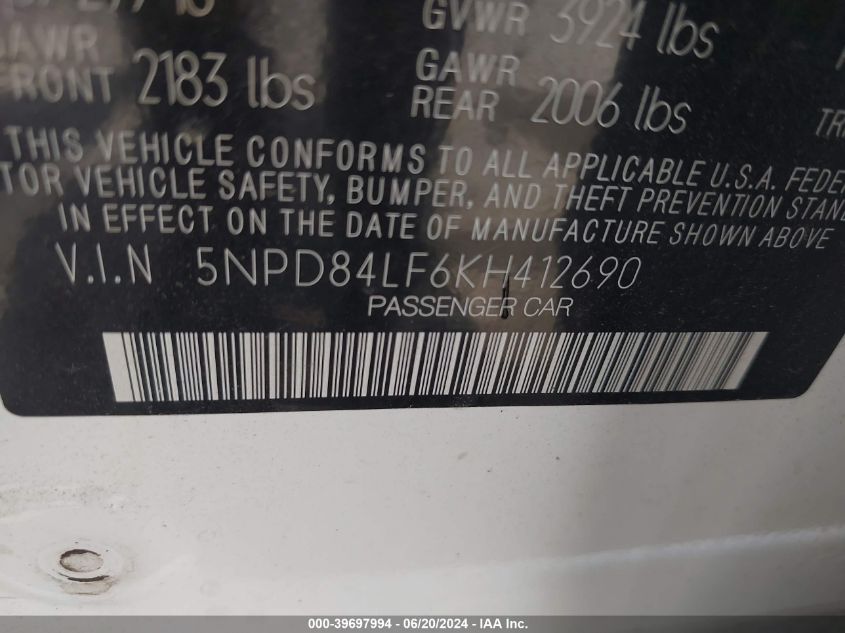 GVWR 3924 lbs
GAWR
FRONT 2183 lbs
GAWR
REAR 2006 lbs
THIS VEHICLE CONFORMS TO ALL APPLICABLE U.S.A. FEDE
TOR VEHICLE SAFETY, BUMPER, AND THEFT PREVENTION STAN
IN EFFECT ON THE DATE OF MANUFACTURE SHOWN ABOVE
V.I.N 5NPD84LF6KH412690
PASSENGER CAR
000-39697994 / 06/20/2024 - IAA Inc.